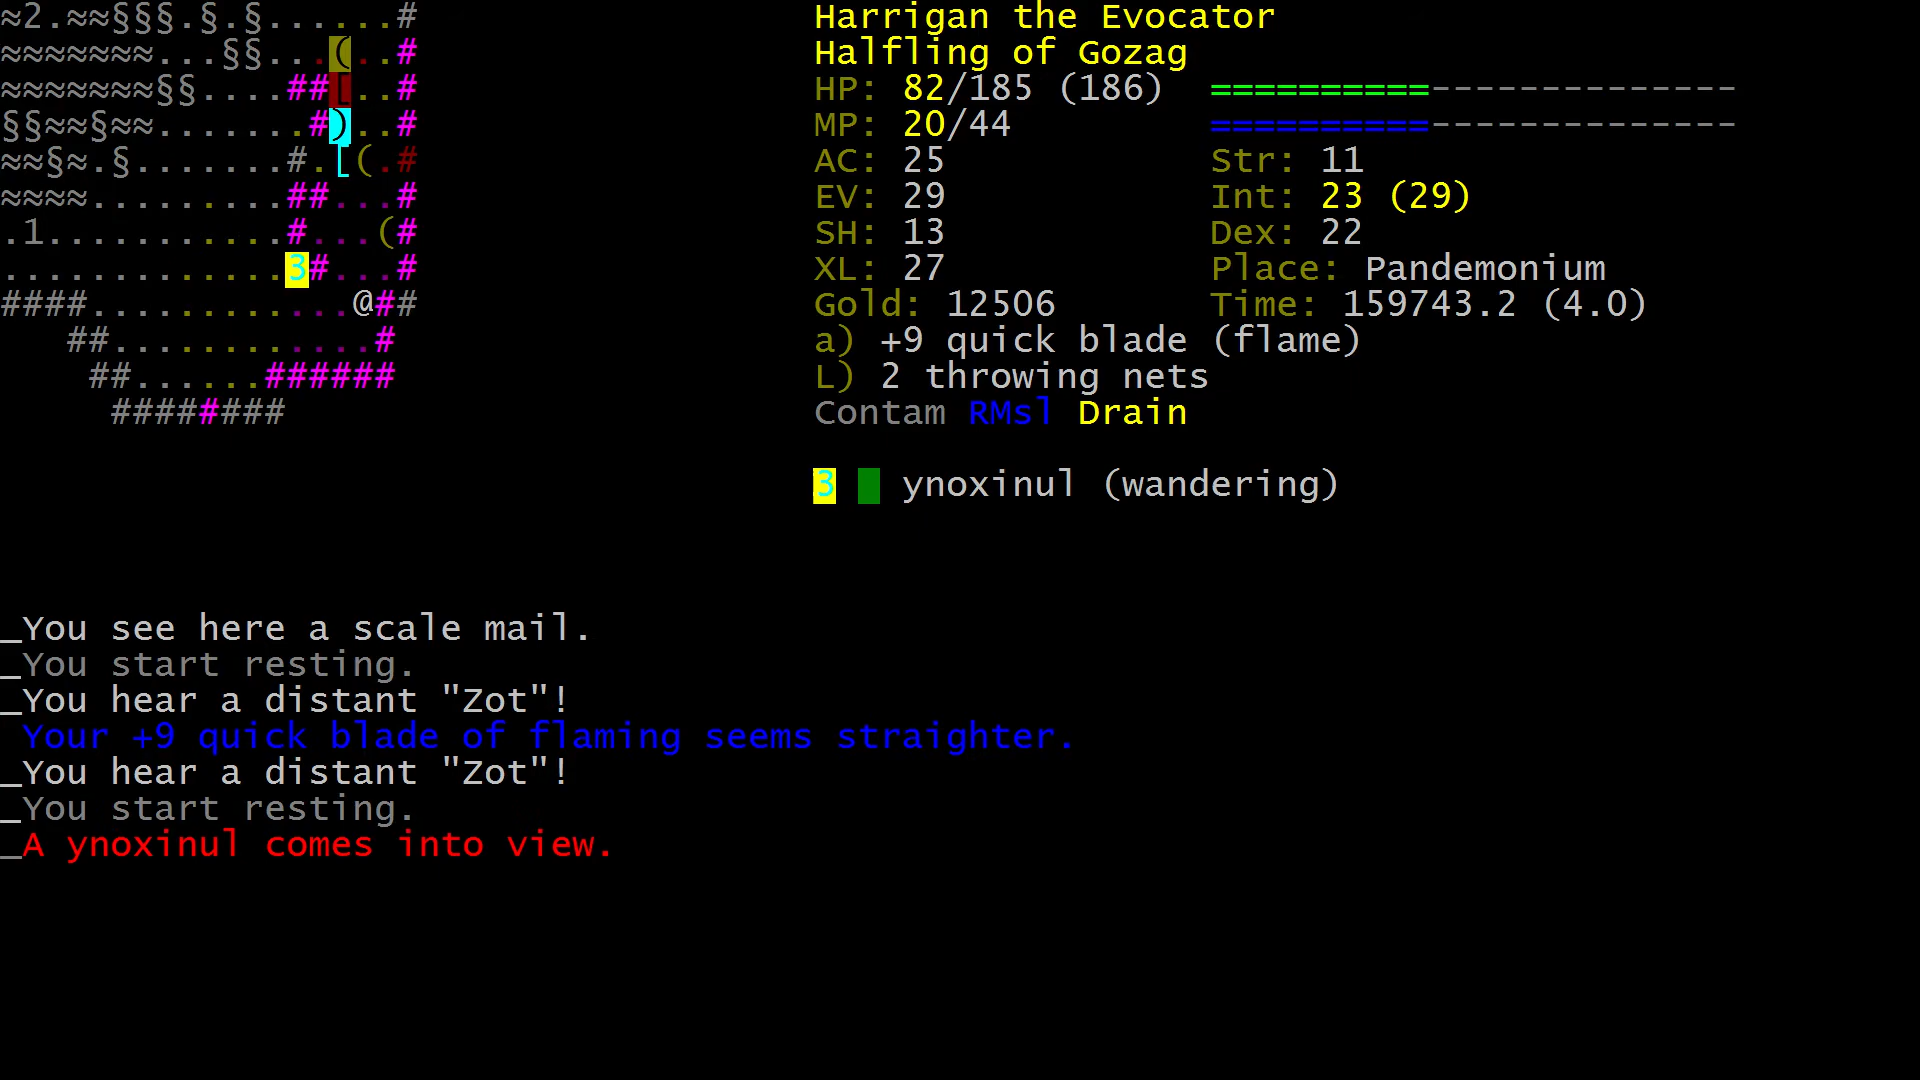 ≈2.≈≈§§§.§.§......#
Harrigan the Evocator
≈≈≈≈≈≈≈...§§...(..#
Halfling of Gozag
≈≈≈≈≈≈≈§§....##[..#
HP: 82/185 (186) ==========--------------
§§≈≈§≈≈.......#)..#
MP: 20/44 ==========--------------
≈≈§≈.§.......#.[(.#
AC: 25 Str: 11
≈≈≈≈.........##...#
EV: 29 Int: 23 (29)
.1...........#...(#
SH: 13 Dex: 22
.............3#...#
XL: 27 Place: Pandemonium
####............@##
Gold: 12506 Time: 159743.2 (4.0)
##............#
a) +9 quick blade (flame)
##......######
L) 2 throwing nets
########
Contam RMsl Drain
3 ynoxinul (wandering)
_You see here a scale mail.
_You start resting.
_You hear a distant "Zot"!
Your +9 quick blade of flaming seems straighter.
_You hear a distant "Zot"!
_You start resting.
_A ynoxinul comes into view.